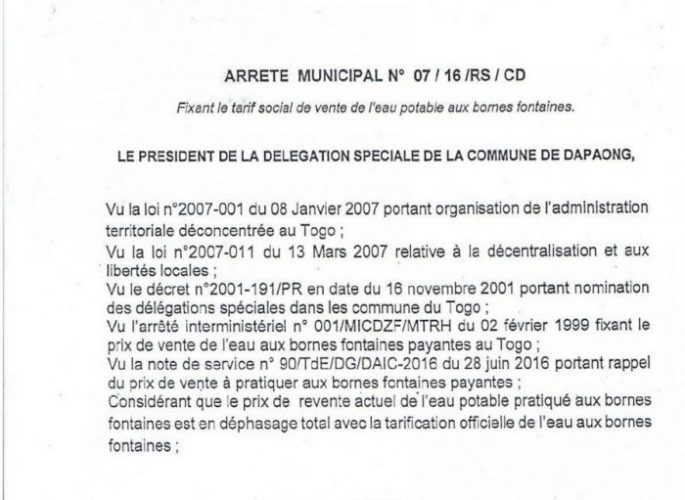 ARRETE MUNICIPAL N° 07 / 16 /RS / CD
Fixant le tarif social de vente de l'eau potable aux bornes fontaines.
LE PRESIDENT DE LA DELEGATION SPECIALE DE LA COMMUNE DE DAPAONG,
Vu la loi n°2007-001 du 08 Janvier 2007 portant organisation de l'administration
territoriale déconcentrée au Togo ;
Vu la loi n°2007-011 du 13 Mars 2007 relative à la décentralisation et aux
libertés locales ;
Vu le décret n°2001-191/PR en date du 16 novembre 2001 portant nomination
des délégations spéciales dans les commune du Togo ;
Vu l'arrêté interministériel n° 001/MICDZF/MTRH du 02 février 1999 fixant le
prix de vente de l'eau aux bornes fontaines payantes au Togo ;
Vu la note de service n° 90/TdE/DG/DAIC-2016 du 28 juin 2016 portant rappel
du prix de vente à pratiquer aux bornes fontaines payantes ;
Considérant que le prix de revente actuel de l'eau potable pratiqué aux bornes
fontaines est en déphasage total avec la tarification officielle de l'eau aux bornes
fontaines ;